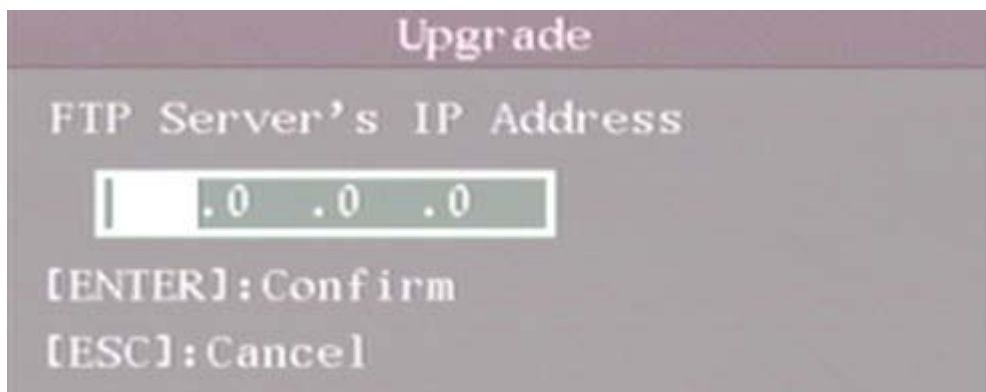 Upgrade
FTP Server's IP Address
.0 .0 .0
[ENTER]:Confirm
[ESC]:Cancel